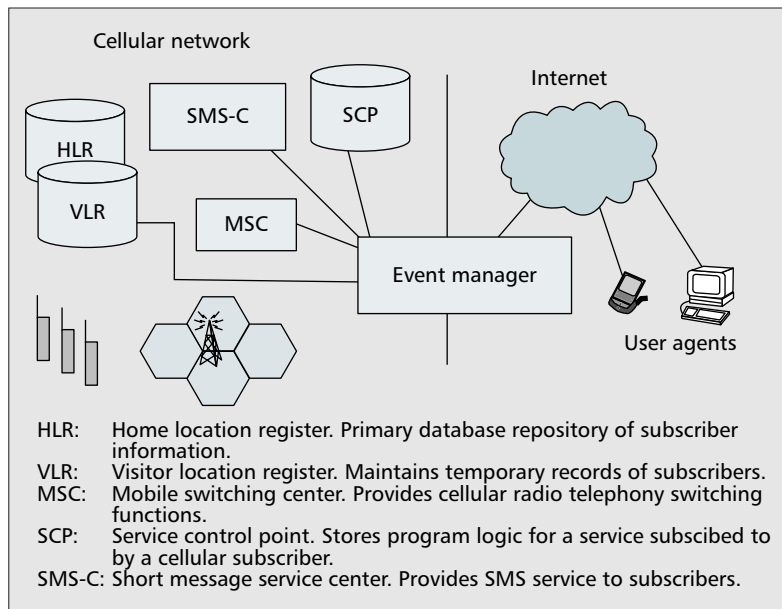 Cellular network
Internet
SMS-C
SCP
HLR
VLR
MSC
Event manager
User agents
HLR: Home location register. Primary database repository of subscriber
information.
VLR: Visitor location register. Maintains temporary records of subscribers.
MSC: Mobile switching center. Provides cellular radio telephony switching
functions.
SCP: Service control point. Stores program logic for a service subscibed to
by a cellular subscriber.
SMS-C: Short message service center. Provides SMS service to subscribers.